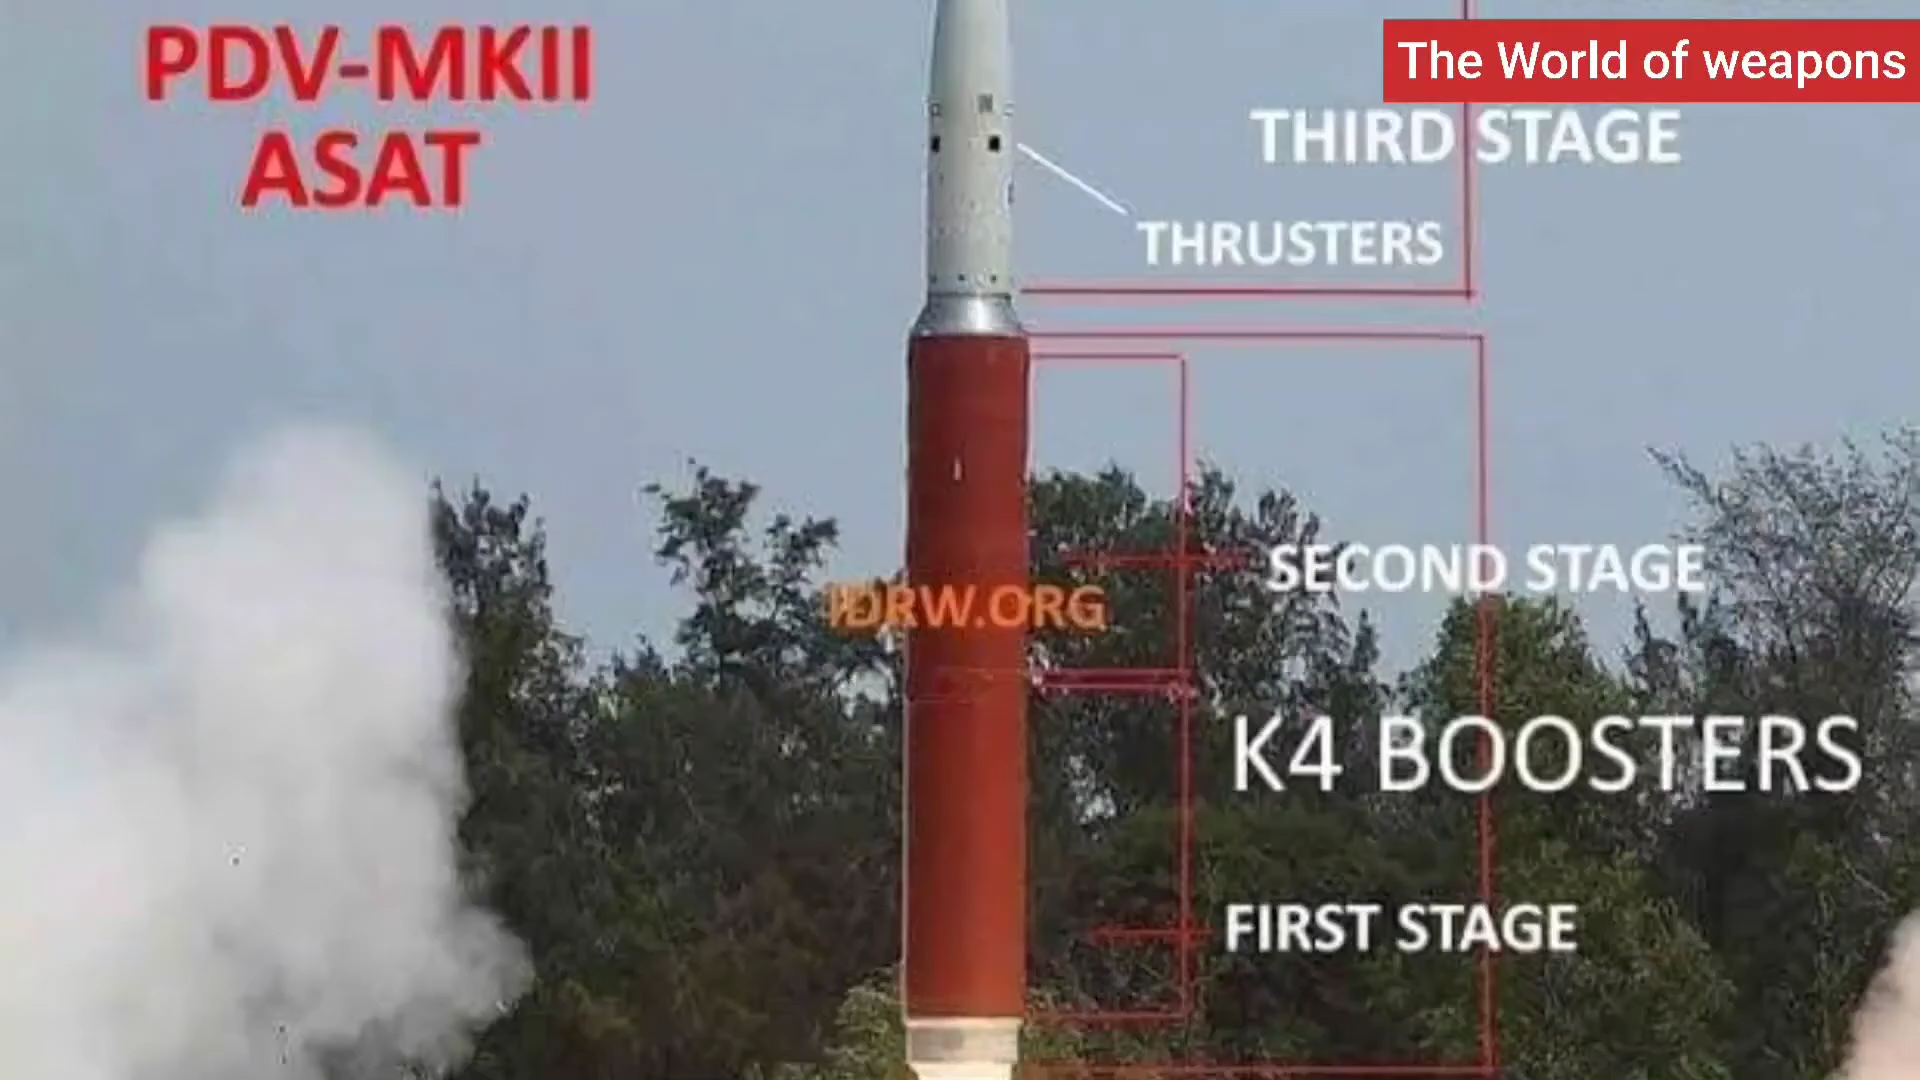 PDV-MKII
ASAT
The World of weapons
THIRD STAGE
THRUSTERS
SECOND STAGE
IDRW.ORG
K4 BOOSTERS
FIRST STAGE